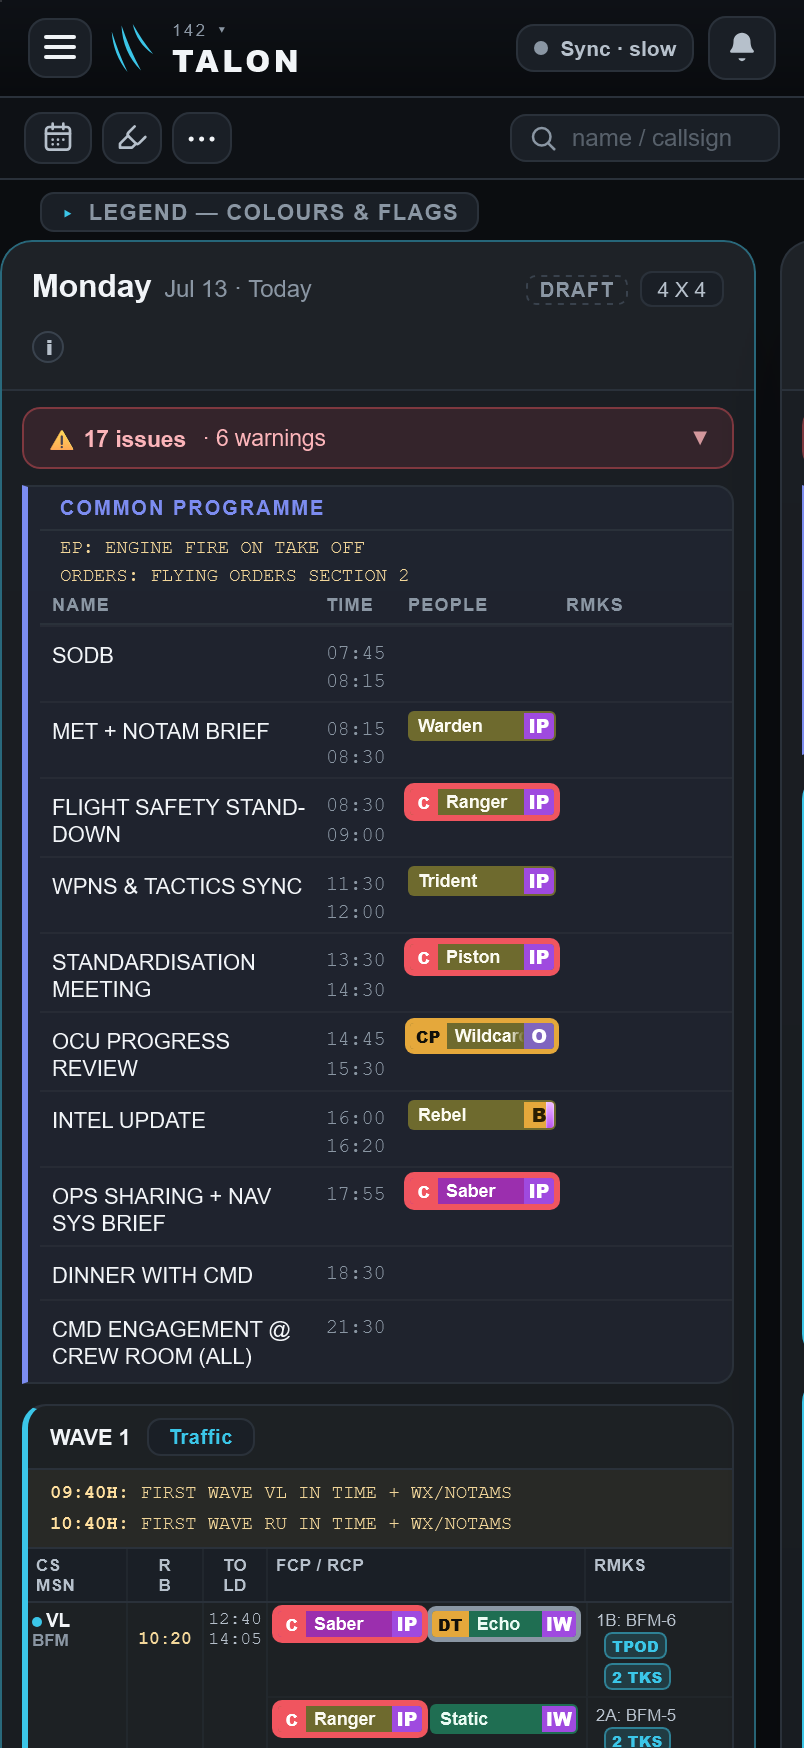 142 ▾
TALON
Sync · slow
name / callsign
▸ LEGEND — COLOURS & FLAGS
Monday Jul 13 · Today
DRAFT
4 X 4
i
17 issues · 6 warnings ▼
COMMON PROGRAMME
EP: ENGINE FIRE ON TAKE OFF
ORDERS: FLYING ORDERS SECTION 2
NAME TIME PEOPLE RMKS
SODB 07:45
08:15
MET + NOTAM BRIEF 08:15 Warden IP
08:30
FLIGHT SAFETY STAND- 08:30 C Ranger IP
DOWN 09:00
WPNS & TACTICS SYNC 11:30 Trident IP
12:00
STANDARDISATION 13:30 C Piston IP
MEETING 14:30
OCU PROGRESS 14:45 CP Wildcar O
REVIEW 15:30
INTEL UPDATE 16:00 Rebel B
16:20
OPS SHARING + NAV 17:55 C Saber IP
SYS BRIEF
DINNER WITH CMD 18:30
CMD ENGAGEMENT @ 21:30
CREW ROOM (ALL)
WAVE 1 Traffic
09:40H: FIRST WAVE VL IN TIME + WX/NOTAMS
10:40H: FIRST WAVE RU IN TIME + WX/NOTAMS
CS R TO FCP / RCP RMKS
MSN B LD
VL 10:20 12:40 C Saber IP DT Echo IW 1B: BFM-6
BFM 14:05 TPOD
2 TKS
C Ranger IP Static IW 2A: BFM-5
2 TKS